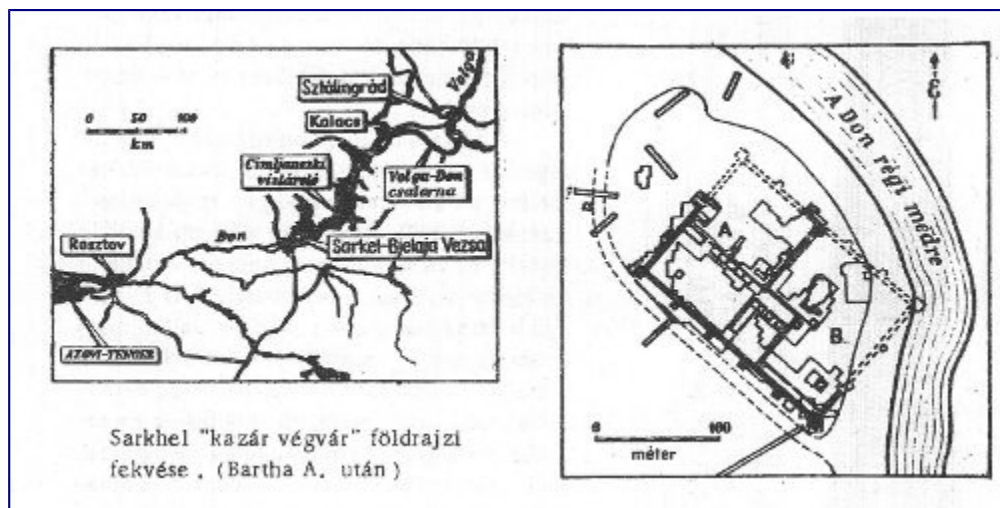 Volga
Sztálingrád
Kalacs
0 50 100
km
Cimljanszki
víztároló
Volga-Don
csatorna
Rosztov
Don
Sarkel-Bjelaja Vezsa
AZOVI-TENGER
Sarkhel "kazár végvár" földrajzi
fekvése. (Bartha A. után)
É
A Don régi medre
A
B
0 100
méter